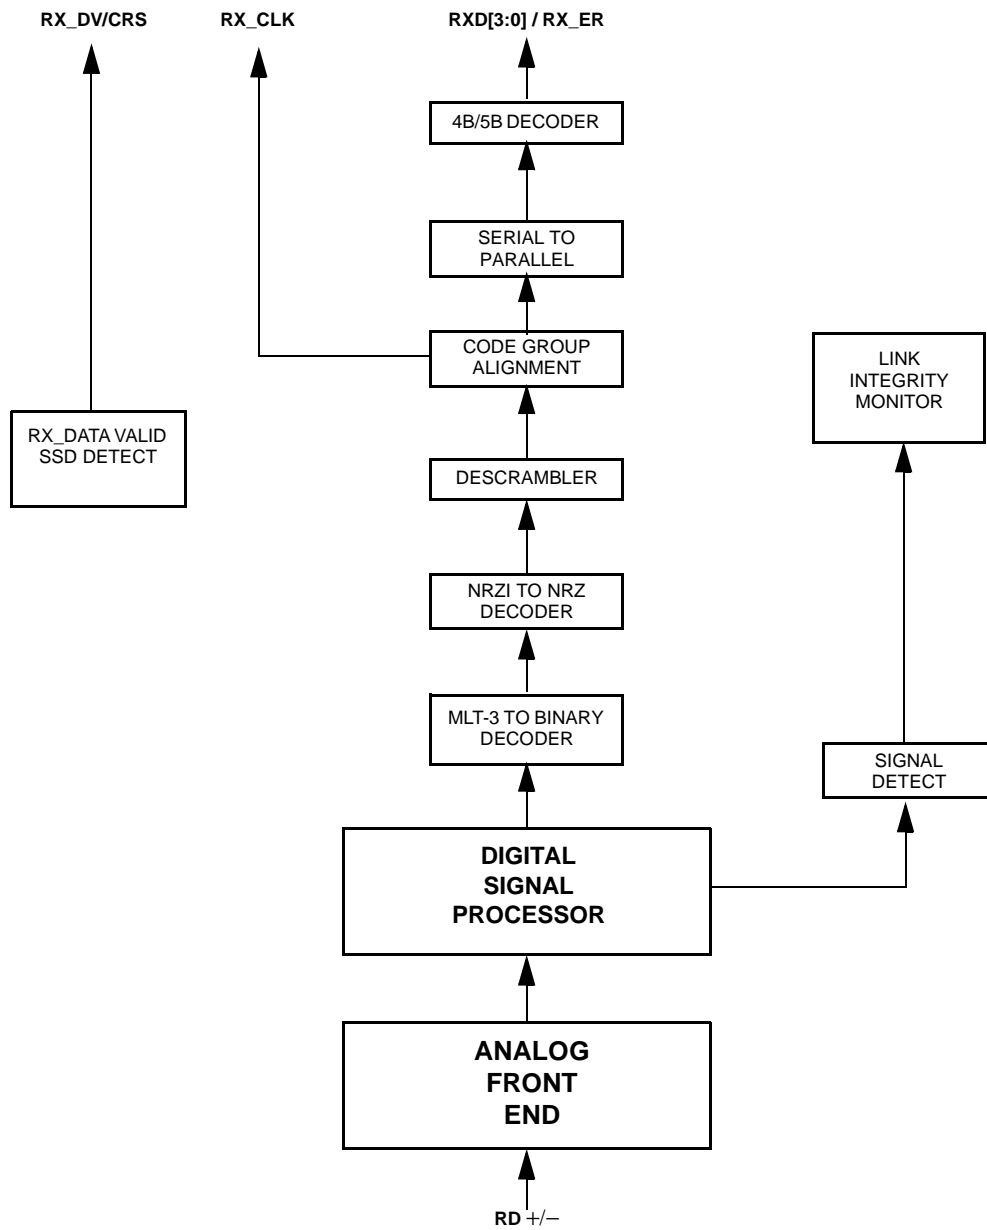 RX_DV/CRS
RX_CLK
RXD[3:0] / RX_ER
4B/5B DECODER
SERIAL TO
PARALLEL
CODE GROUP
ALIGNMENT
LINK
INTEGRITY
MONITOR
RX_DATA VALID
SSD DETECT
DESCRAMBLER
NRZI TO NRZ
DECODER
MLT-3 TO BINARY
DECODER
SIGNAL
DETECT
DIGITAL
SIGNAL
PROCESSOR
ANALOG
FRONT
END
RD +/−